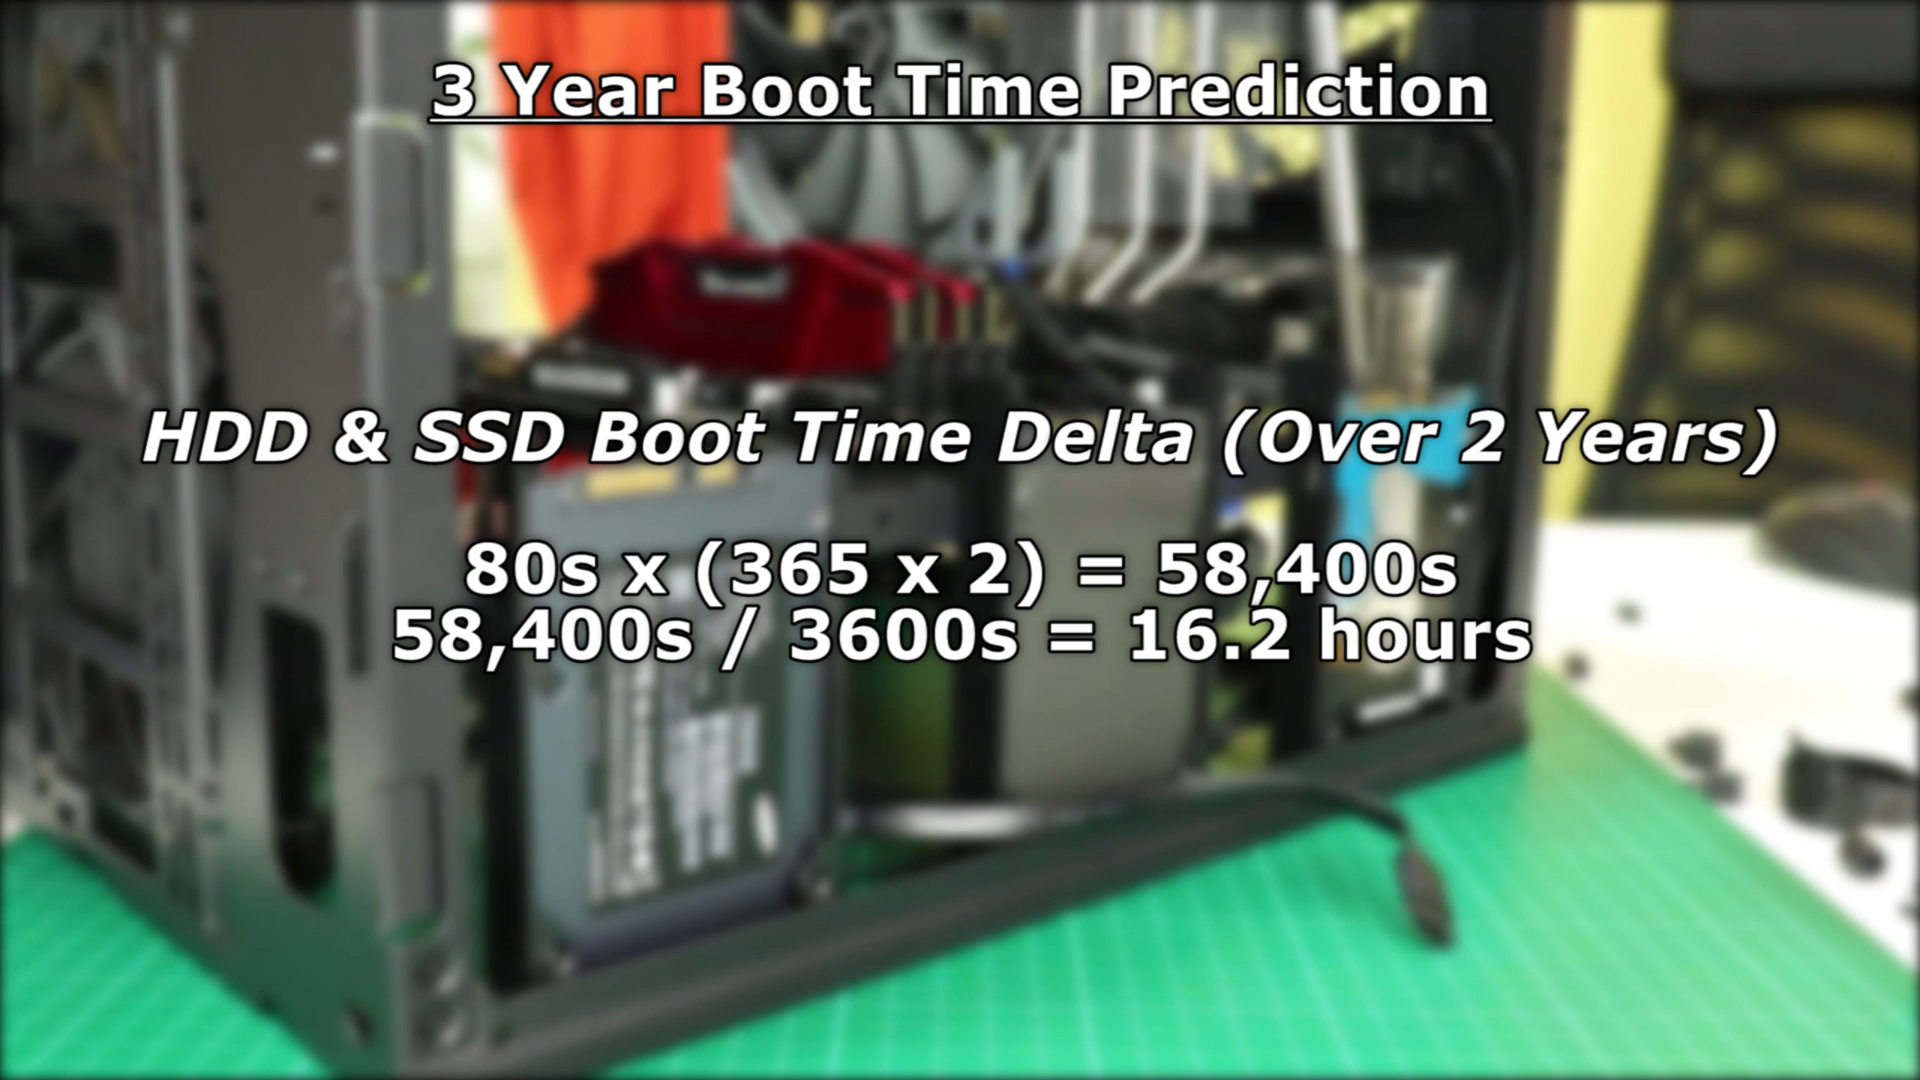 3 Year Boot Time Prediction
HDD & SSD Boot Time Delta (Over 2 Years)
80s x (365 x 2) = 58,400s
58,400s / 3600s = 16.2 hours